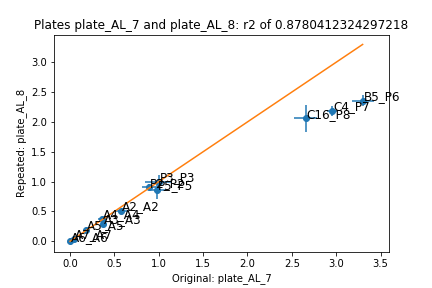 Plates plate_AL_7 and plate_AL_8: r2 of 0.8780412324297218
Repeated: plate_AL_8
3.0
2.5
2.0
1.5
1.0
0.5
0.0
B5_P6
C4_P7
C16_P8
P3_P3
P2_P2
A2_A2
A4_A4
A3_A3
A6_A6
0.0
0.5
1.0
1.5
2.0
2.5
3.0
3.5
Original: plate_AL_7